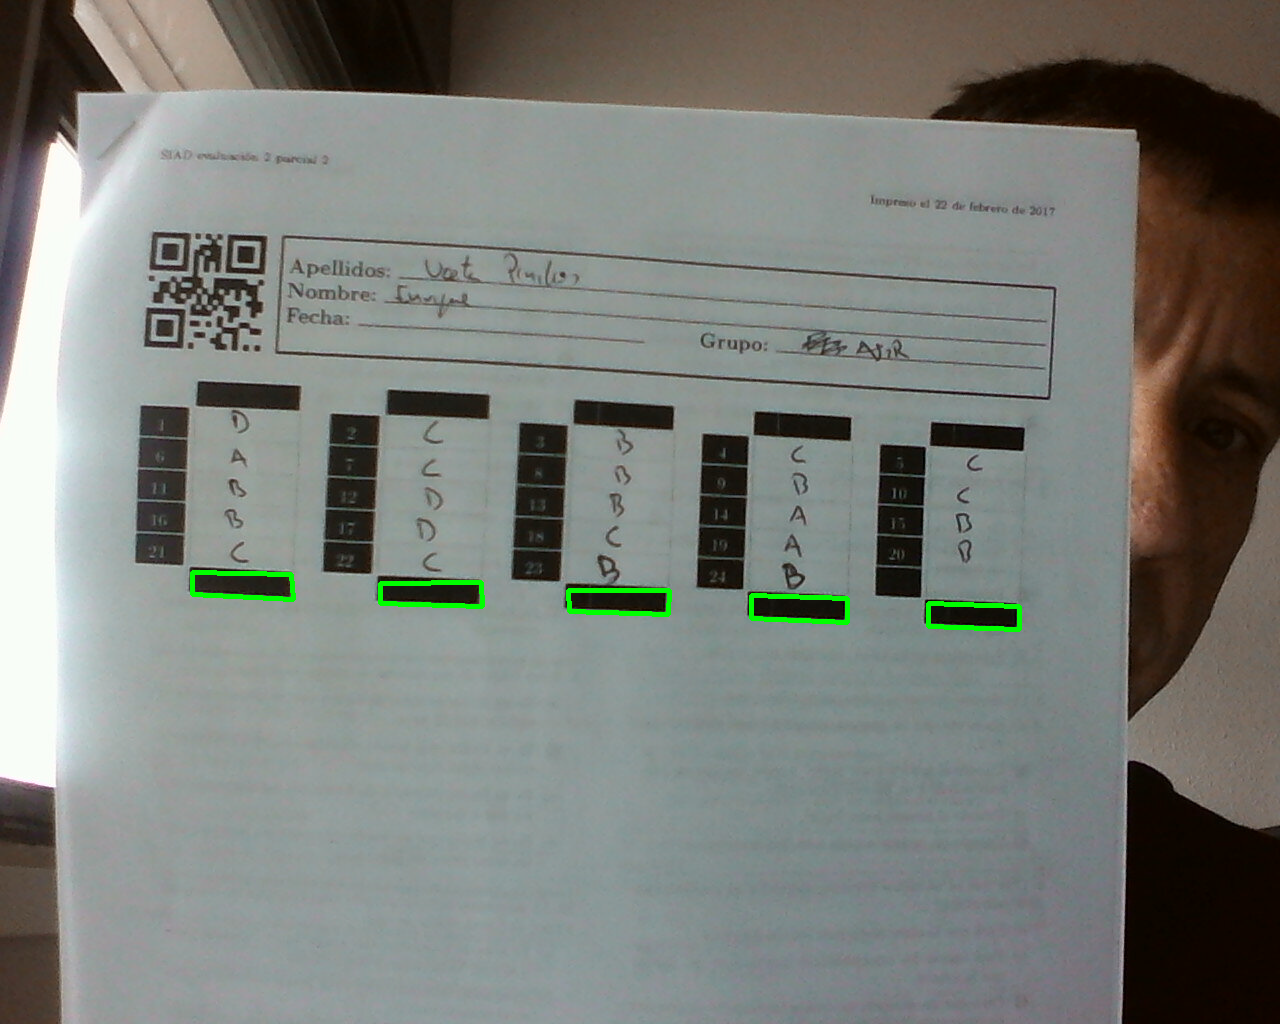 SIAD evaluación 2 parcial 2
Impreso el 22 de febrero de 2017
Apellidos:
Nombre: Enrique
Fecha:
Grupo: ASIR
1 D 2 C 3 B 4 C 5 C
6 A 7 C 8 B 9 B 10 C
11 B 12 D 13 B 14 A 15 B
16 B 17 D 18 C 19 A 20 B
21 C 22 C 23 B 24 B